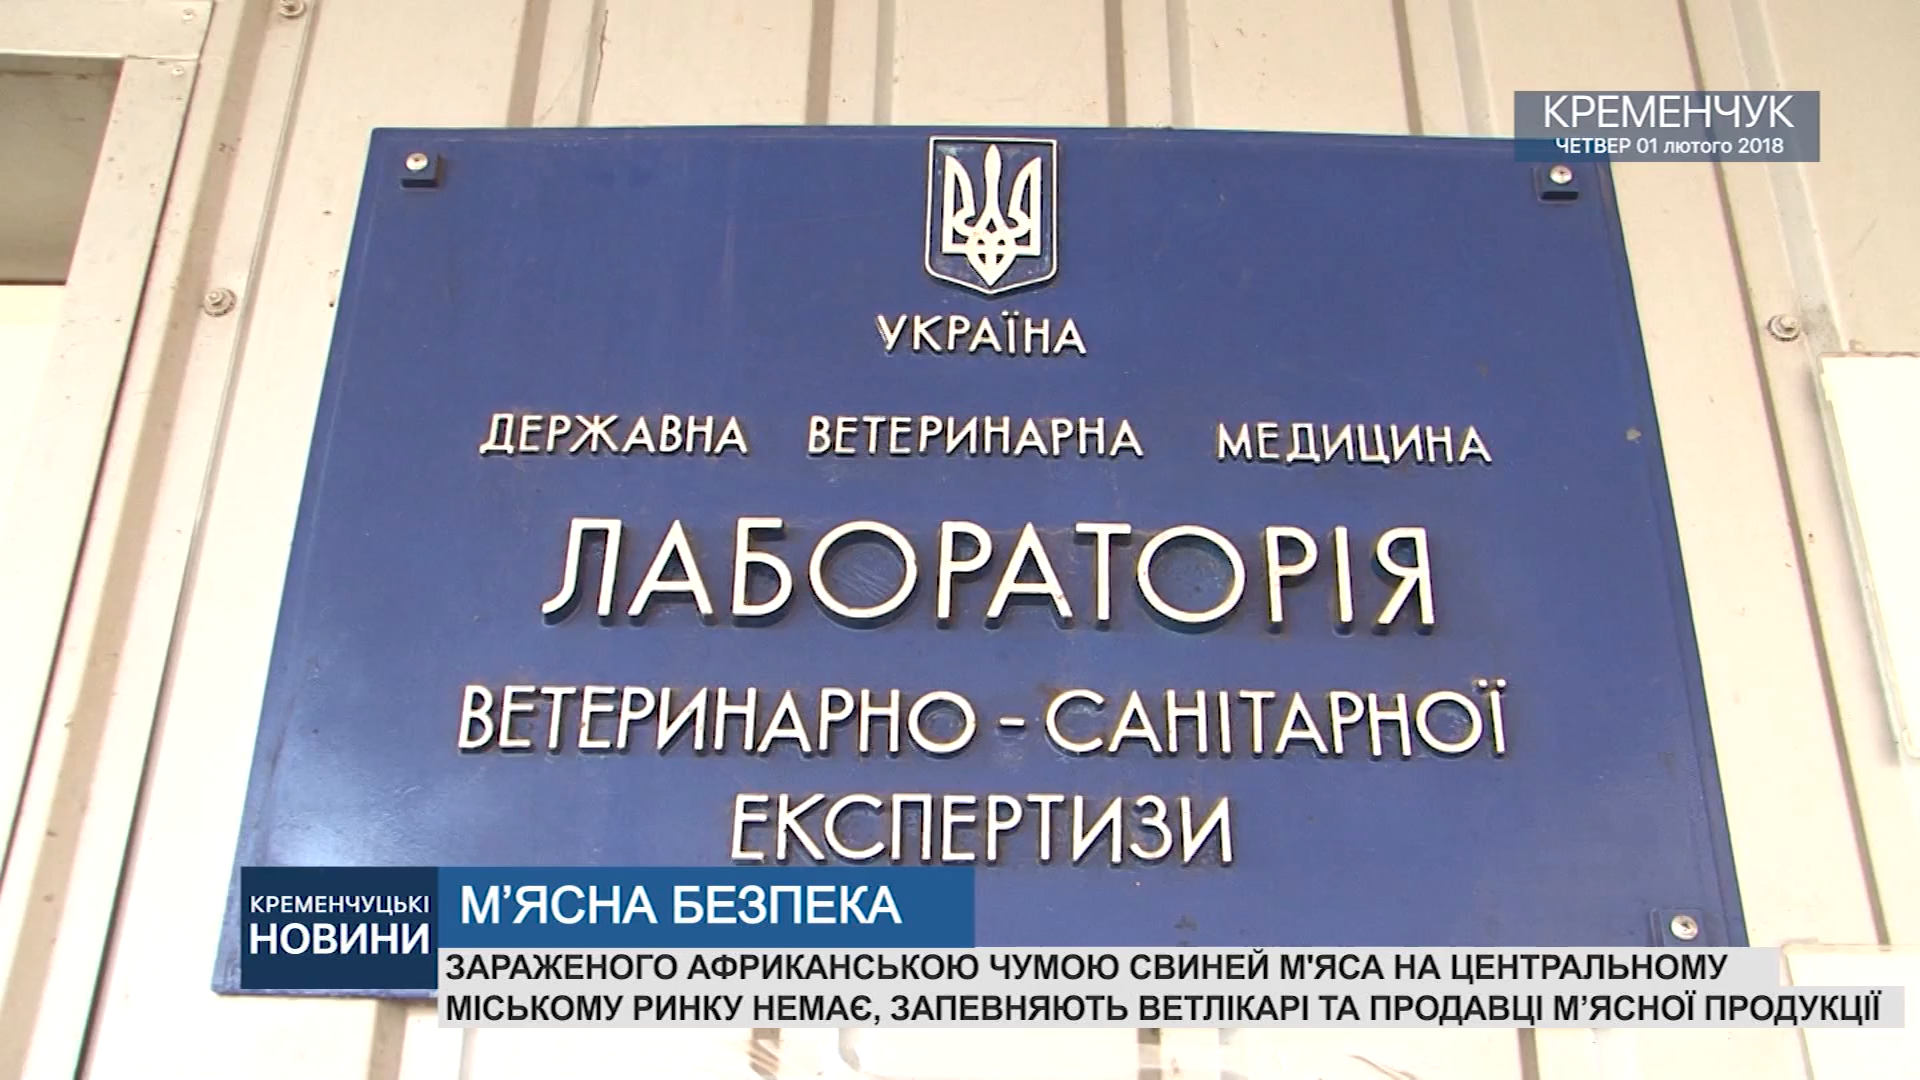 КРЕМЕНЧУК
ЧЕТВЕР 01 лютого 2018
УКРАЇНА
ДЕРЖАВНА ВЕТЕРИНАРНА МЕДИЦИНА
ЛАБОРАТОРІЯ
ВЕТЕРИНАРНО - САНІТАРНОЇ
ЕКСПЕРТИЗИ
КРЕМЕНЧУЦЬКІ
НОВИНИ
М’ЯСНА БЕЗПЕКА
ЗАРАЖЕНОГО АФРИКАНСЬКОЮ ЧУМОЮ СВИНЕЙ М'ЯСА НА ЦЕНТРАЛЬНОМУ
МІСЬКОМУ РИНКУ НЕМАЄ, ЗАПЕВНЯЮТЬ ВЕТЛІКАРІ ТА ПРОДАВЦІ М’ЯСНОЇ ПРОДУКЦІЇ